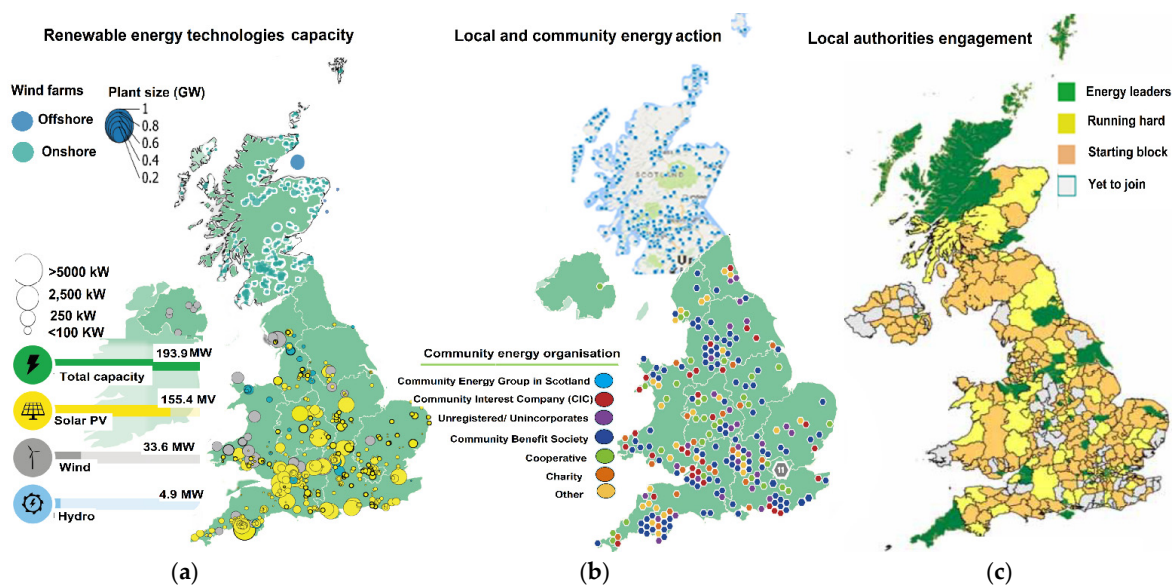 Renewable energy technologies capacity
Wind farms
Plant size (GW)
Offshore
Onshore
1
0.8
0.6
0.4
0.2
>5000 kW
2,500 kW
250 kW
<100 KW
193.9 MW
Total capacity
155.4 MV
Solar PV
33.6 MW
Wind
4.9 MW
Hydro
(a)
Local and community energy action
SCOTLAND
Ur
Community energy organisation
Community Energy Group in Scotland
Community Interest Company (CIC)
Unregistered/ Unincorporates
Community Benefit Society
Cooperative
Charity
Other
11
(b)
Local authorities engagement
Energy leaders
Running hard
Starting block
Yet to join
(c)